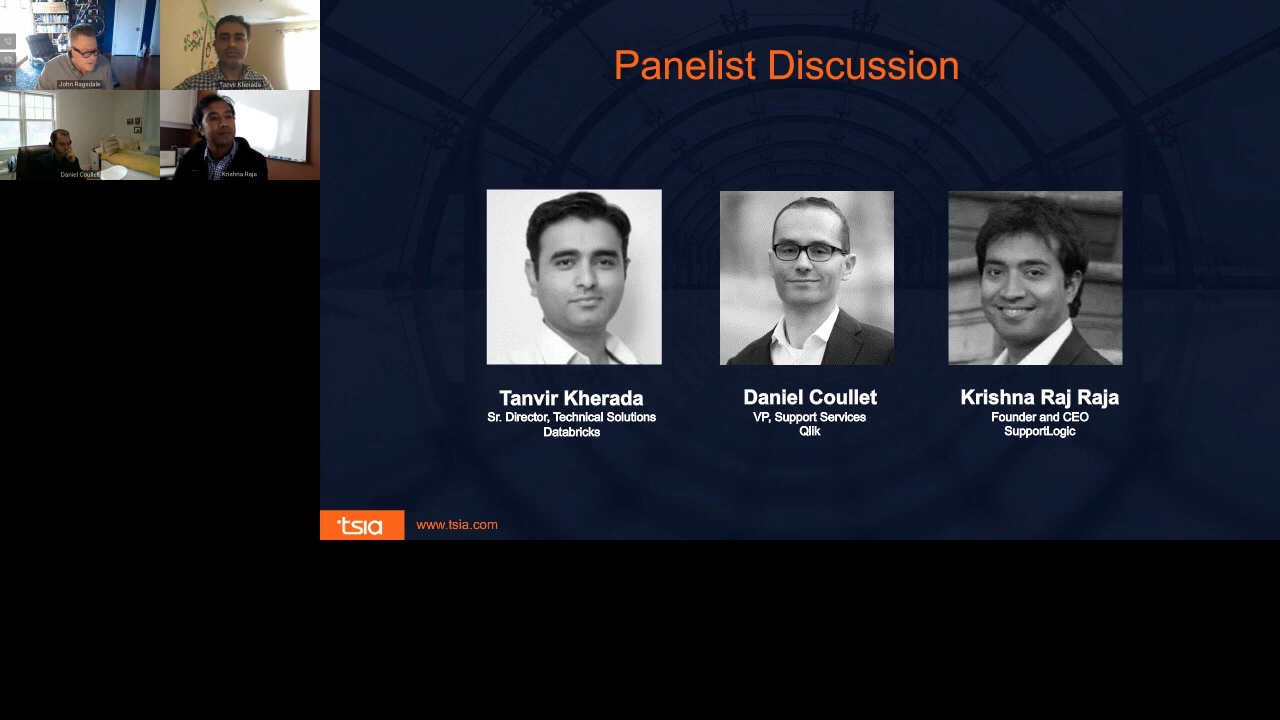 John Ragsdale
Tanvir Kherada
Daniel Coullet
Krishna Raja
Panelist Discussion
Tanvir Kherada
Sr. Director, Technical Solutions
Databricks
Daniel Coullet
VP, Support Services
Qlik
Krishna Raj Raja
Founder and CEO
SupportLogic
tsia
www.tsia.com